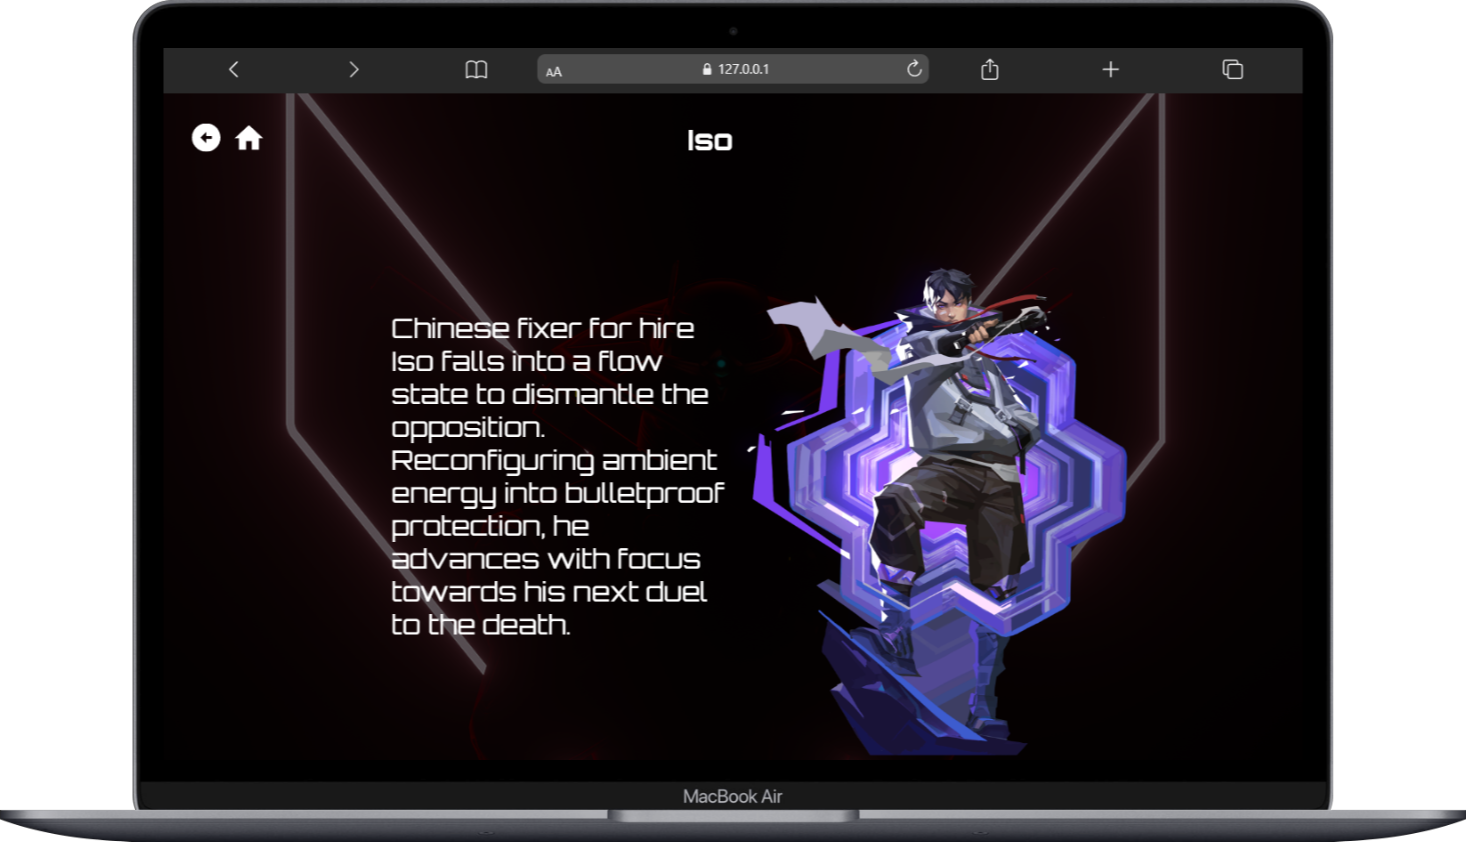 AA
127.0.0.1
Iso
Chinese fixer for hire
Iso falls into a flow
state to dismantle the
opposition.
Reconfiguring ambient
energy into bulletproof
protection, he
advances with focus
towards his next duel
to the death.
MacBook Air